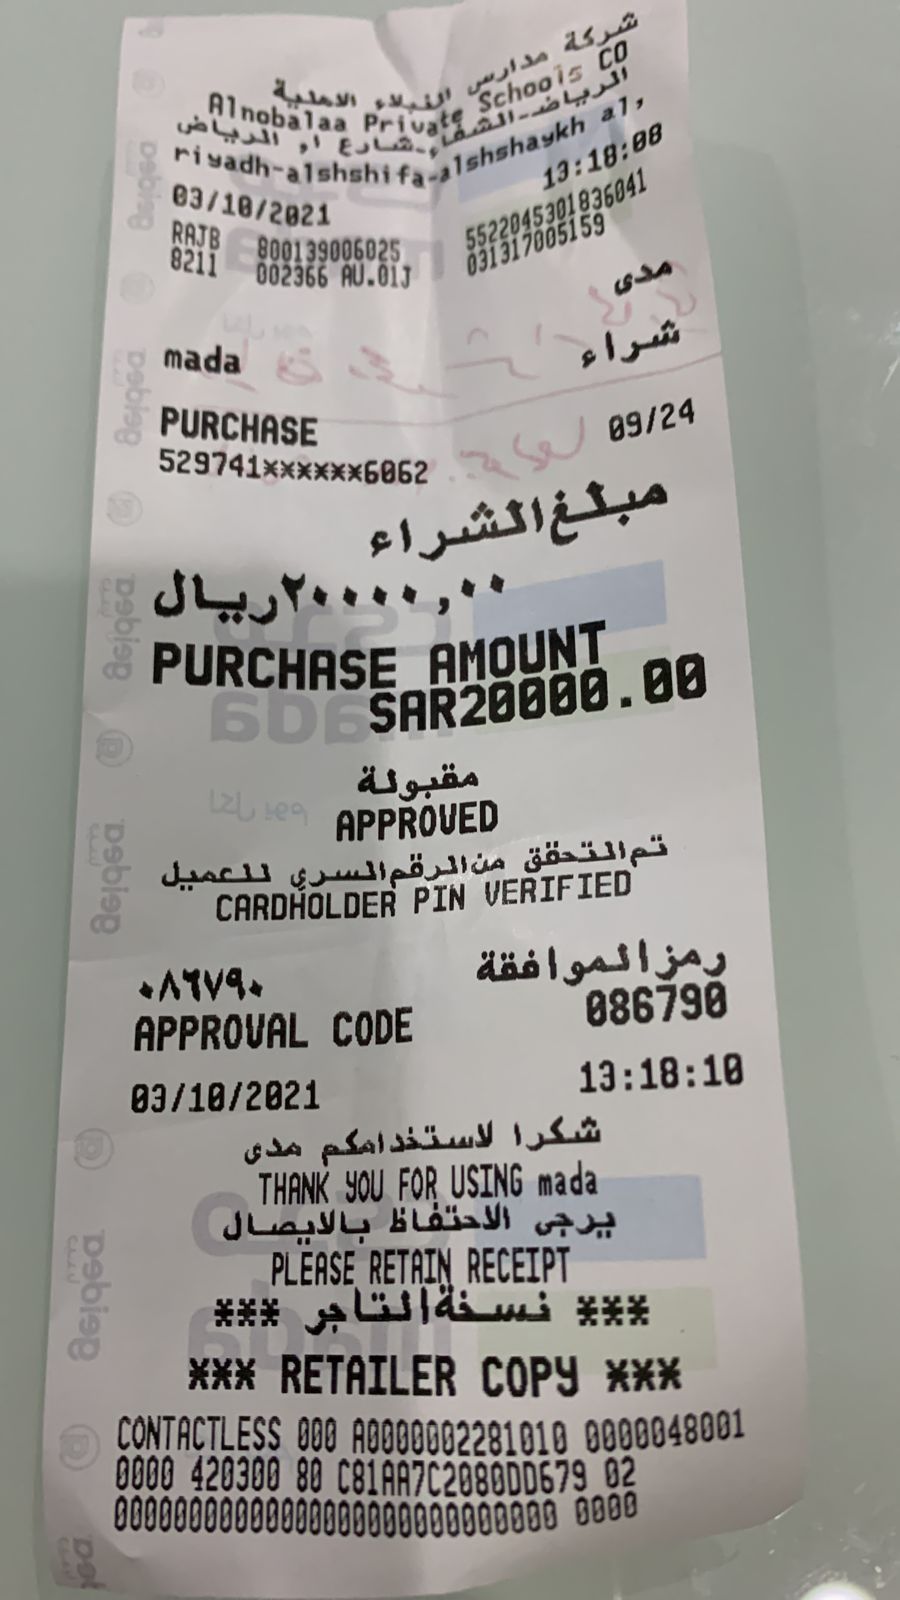 شركة مدارس النبلاء الاهلية
Alnobalaa Private Schools CO
الرياض-الشفاء-شارع او الرياض
riyadh-alshshifa-alshshaykh al,
03/10/2021 13:18:08
RAJB 800139006025 5522045301836041
8211 002366 AU.01J 031317005159
مدى
mada
شراء
PURCHASE
529741******6062 09/24
مبلغ الشراء
٢٠٠٠٠,٠٠ ريال
PURCHASE AMOUNT
SAR20000.00
مقبولة
APPROVED
تم التحقق من الرقم السري للعميل
CARDHOLDER PIN VERIFIED
رمز الموافقة ٠٨٦٧٩٠
APPROVAL CODE 086790
03/10/2021 13:18:10
شكرا لاستخدامكم مدى
THANK YOU FOR USING mada
يرجى الاحتفاظ بالايصال
PLEASE RETAIN RECEIPT
*** نسخة التاجر ***
*** RETAILER COPY ***
CONTACTLESS 000 A0000002281010 0000048001
0000 420300 80 C81AA7C2080DD679 02
000000000000000000000000000000 0000